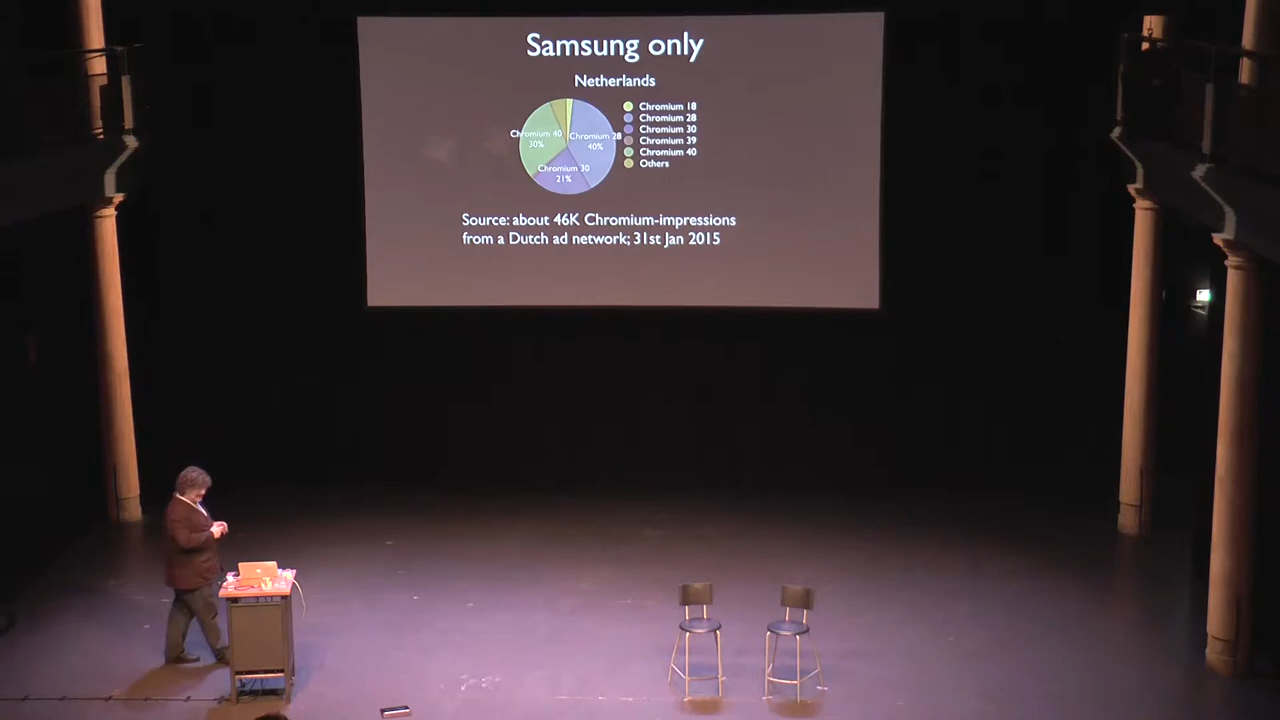 Samsung only
Netherlands
Chromium 40
30%
Chromium 28
40%
Chromium 30
21%
Chromium 18
Chromium 28
Chromium 30
Chromium 39
Chromium 40
Others
Source: about 46K Chromium-impressions
from a Dutch ad network; 31st Jan 2015